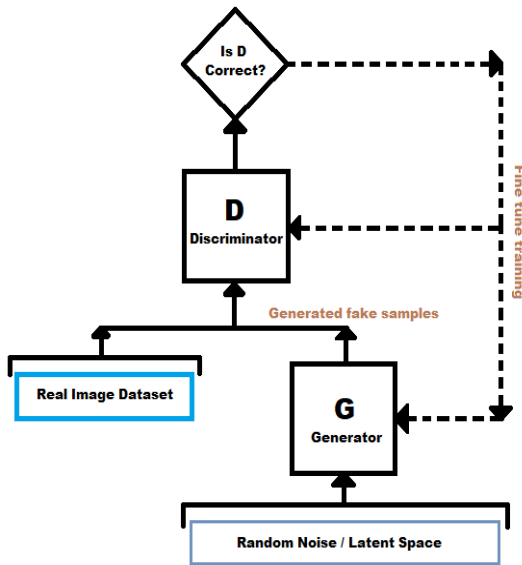 Is D
Correct?
D
Discriminator
Fine tune training
Generated fake samples
Real Image Dataset
G
Generator
Random Noise / Latent Space